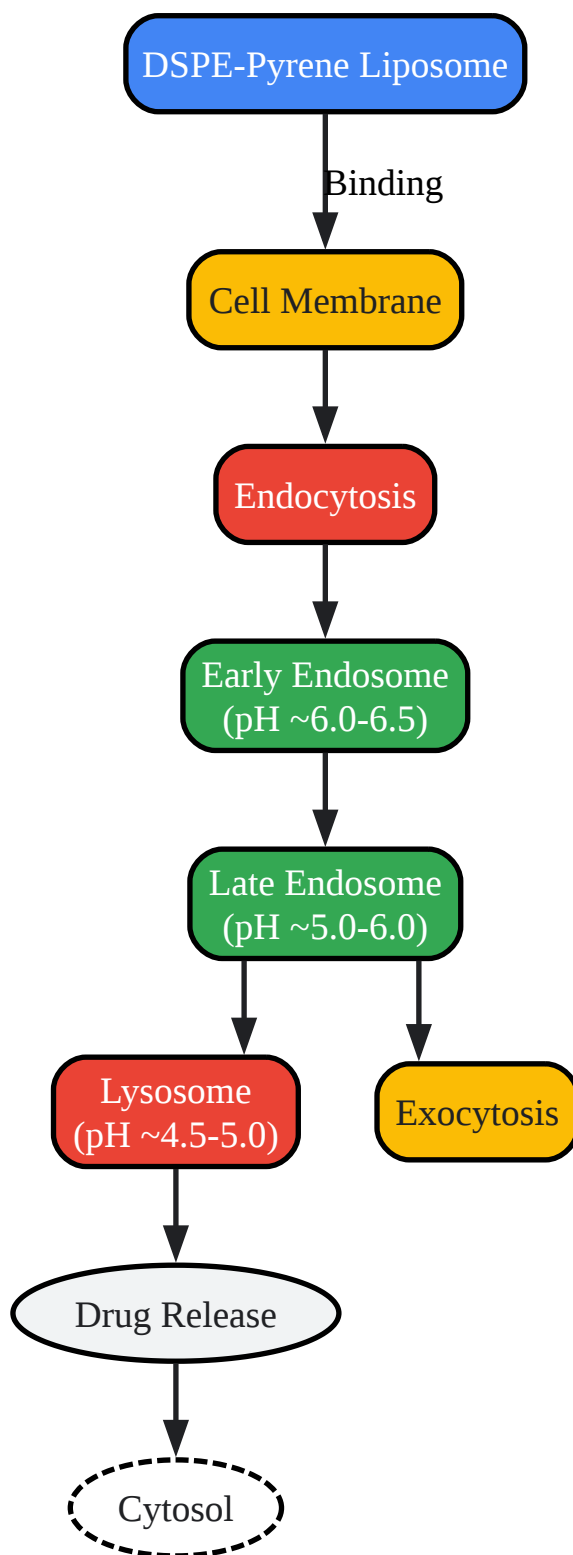 DSPE-Pyrene Liposome
Binding
Cell Membrane
Endocytosis
Early Endosome
(pH ~6.0-6.5)
Late Endosome
(pH ~5.0-6.0)
Lysosome
(pH ~4.5-5.0)
Exocytosis
Drug Release
Cytosol